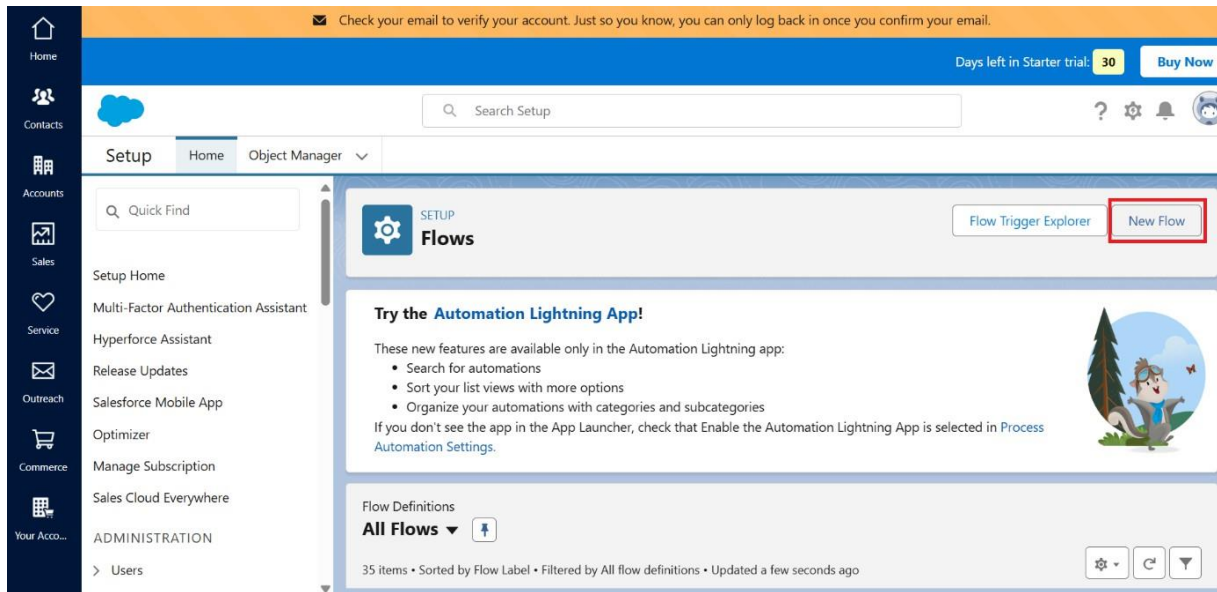 Check your email to verify your account. Just so you know, you can only log back in once you confirm your email.
Days left in Starter trial: 30
Buy Now
Home
Contacts
Accounts
Sales
Service
Outreach
Commerce
Your Acco...
Search Setup
Setup
Home
Object Manager
Quick Find
Setup Home
Multi-Factor Authentication Assistant
Hyperforce Assistant
Release Updates
Salesforce Mobile App
Optimizer
Manage Subscription
Sales Cloud Everywhere
ADMINISTRATION
Users
SETUP
Flows
Flow Trigger Explorer
New Flow
Try the Automation Lightning App!
These new features are available only in the Automation Lightning app:
• Search for automations
• Sort your list views with more options
• Organize your automations with categories and subcategories
If you don't see the app in the App Launcher, check that Enable the Automation Lightning App is selected in Process
Automation Settings.
Flow Definitions
All Flows
35 items • Sorted by Flow Label • Filtered by All flow definitions • Updated a few seconds ago